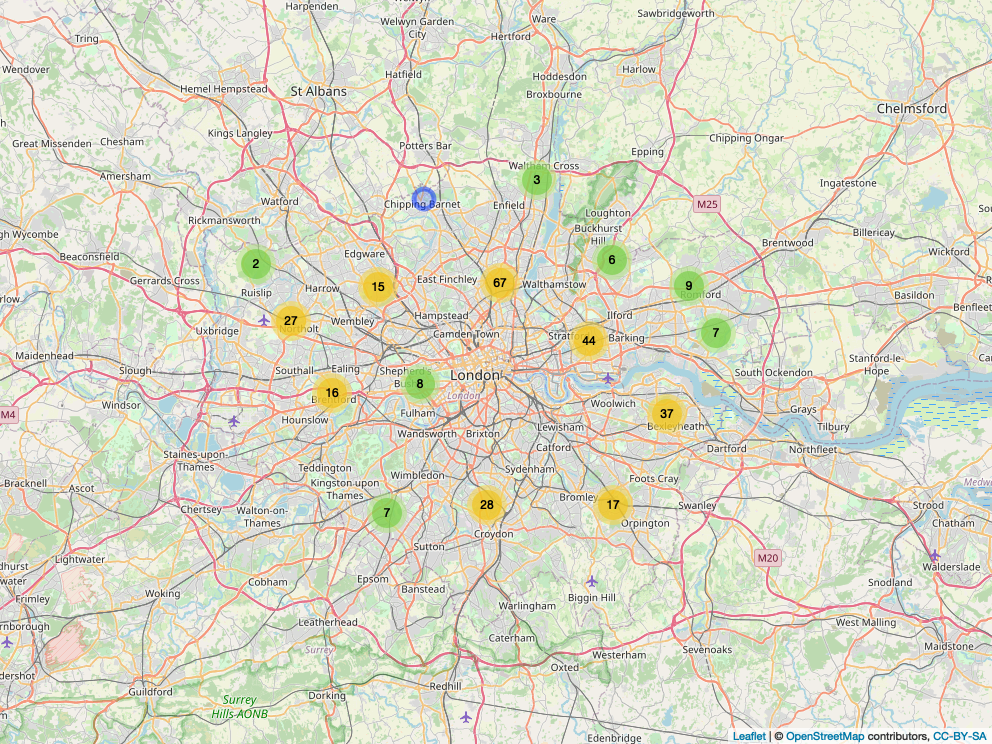 Harpenden
Welwyn Garden
City
Ware
Sawbridgeworth
Tring
Hertford
Wendover
Hatfield
Hoddesdon
Harlow
Hemel Hempstead
St Albans
Broxbourne
Chelmsford
Kings Langley
Great Missenden
Chesham
Potters Bar
Chipping Ongar
Epping
Waltham Cross
Amersham
3
Ingatestone
Watford
Chipping Barnet
Enfield
M25
Rickmansworth
Loughton
gh Wycombe
Buckhurst
Hill
Billericay
Brentwood
Beaconsfield
Edgware
Wickford
2
6
Gerrards Cross
Ruislip
Harrow
15
East Finchley
67
Walthamstow
9
Romford
Basildon
rlow
Benfleet
27
Northolt
Wembley
Hampstead
Ilford
Uxbridge
Camden Town
44
Barking
7
Maidenhead
Slough
Southall
Ealing
8
London
London
South Ockendon
Stanford-le
Hope
16
Brentford
Windsor
Fulham
Woolwich
37
Bexleyheath
Grays
M4
Hounslow
Tilbury
Wandsworth
Brixton
Lewisham
Catford
Dartford
Northfleet
Staines-upon-
Thames
Teddington
Wimbledon
Sydenham
Foots Cray
Bracknell
Ascot
Kingston-upon
Thames
Chertsey
Walton-on-
Thames
7
28
Bromley
17
Swanley
Strood
Orpington
Chatham
Croydon
Sutton
Lightwater
M20
Walderslade
Cobham
Epsom
Banstead
Snodland
Woking
Biggin Hill
Frimley
Warlingham
Leatherhead
West Malling
Surrey
Caterham
Maidstone
Westerham
Sevenoaks
Oxted
Guildford
Redhill
Dorking
Surrey
Hills AONB
Edenbridge
Leaflet | © OpenStreetMap contributors, CC-BY-SA